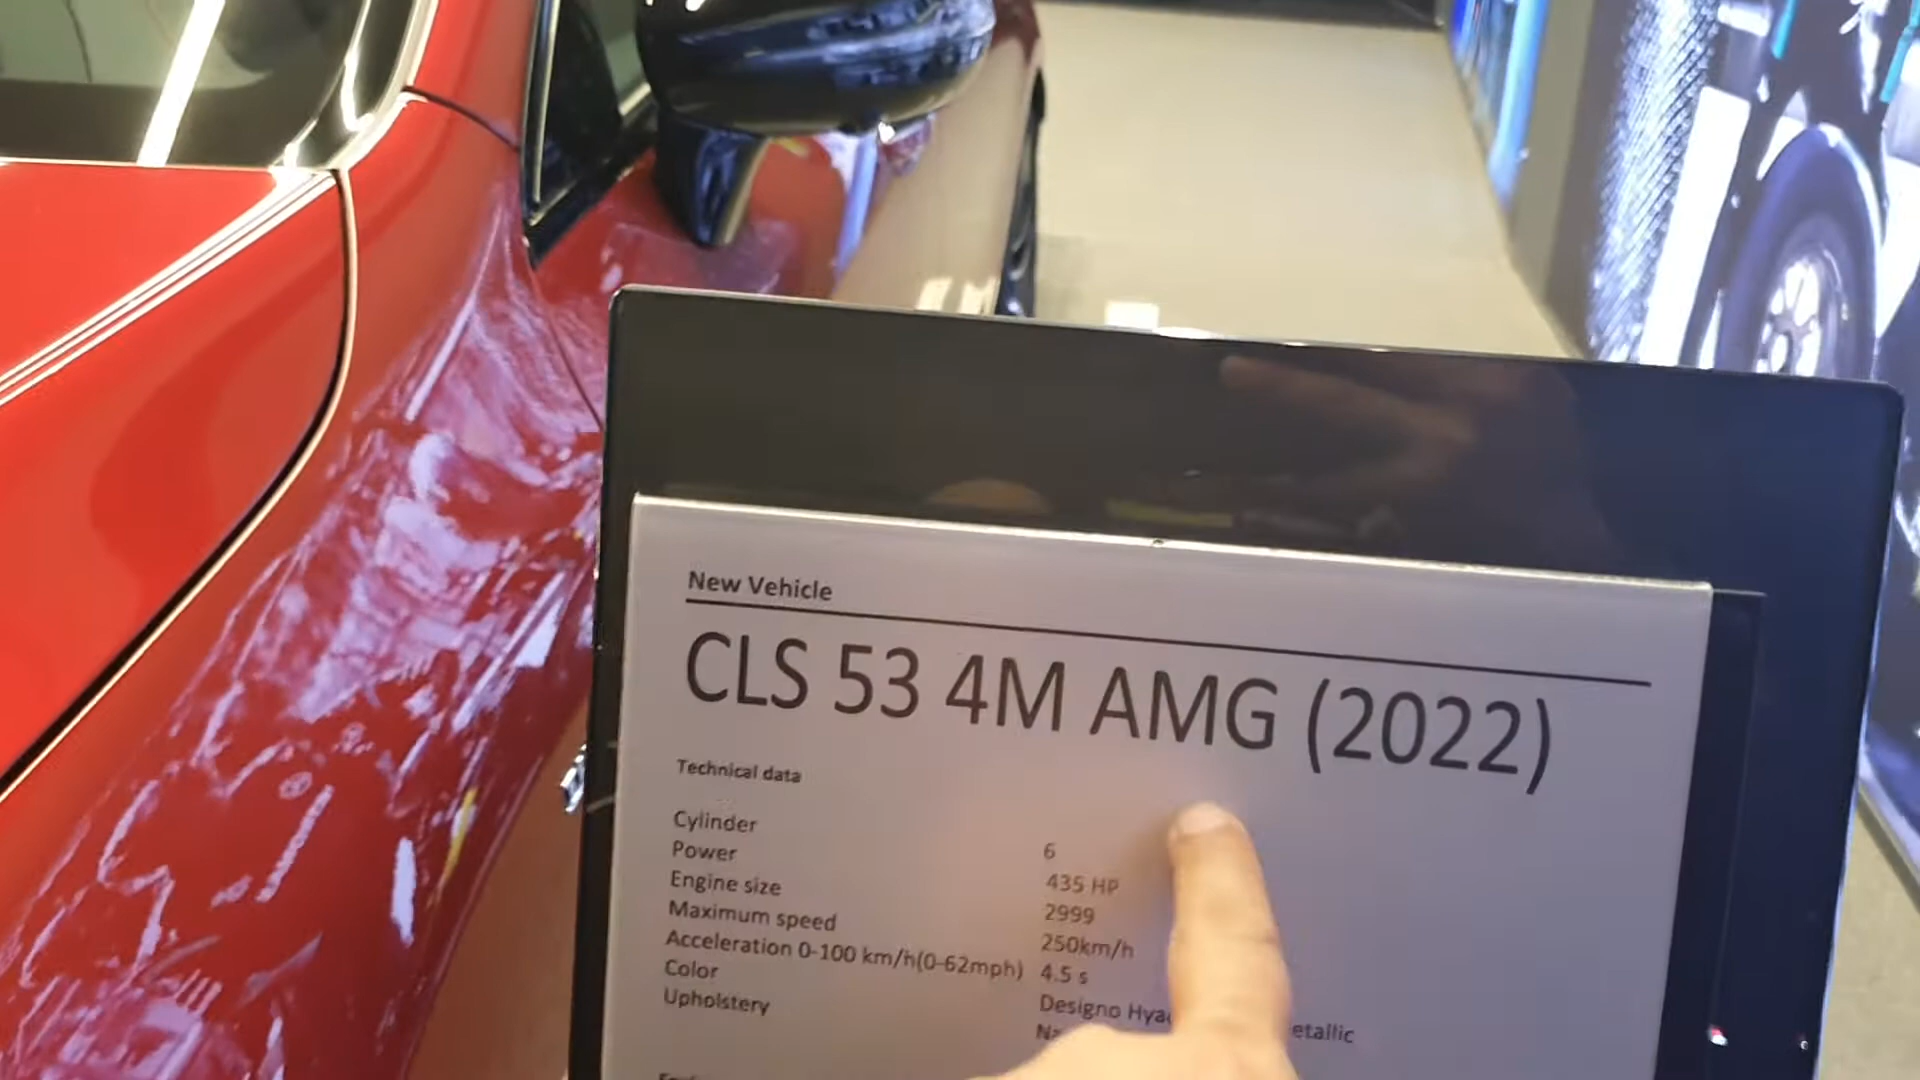 New Vehicle
CLS 53 4M AMG (2022)
Technical data
Cylinder 6
Power 435 HP
Engine size 2999
Maximum speed 250km/h
Acceleration 0-100 km/h(0-62mph) 4.5 s
Color Designo
Upholstery